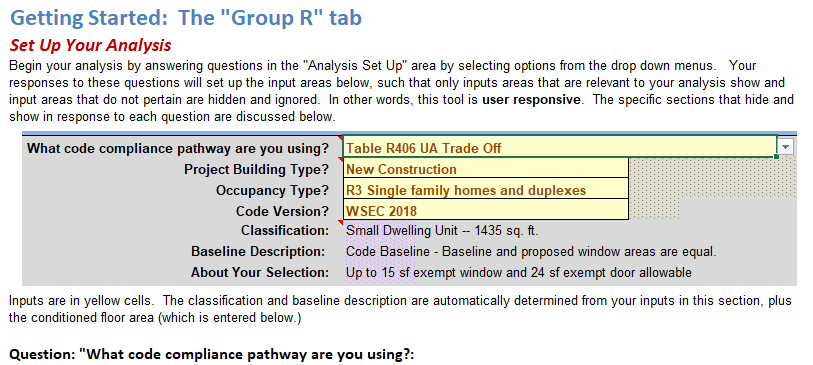 Getting Started:  The "Group R" tab
Set Up Your Analysis
Begin your analysis by answering questions in the "Analysis Set Up" area by selecting options from the drop down menus.   Your
responses to these questions will set up the input areas below, such that only inputs areas that are relevant to your analysis show and
input areas that do not pertain are hidden and ignored.  In other words, this tool is user responsive.  The specific sections that hide and
show in response to each question are discussed below.
What code compliance pathway are you using? Table R406 UA Trade Off
Project Building Type? New Construction
Occupancy Type? R3 Single family homes and duplexes
Code Version? WSEC 2018
Classification: Small Dwelling Unit -- 1435 sq. ft.
Baseline Description: Code Baseline - Baseline and proposed window areas are equal.
About Your Selection: Up to 15 sf exempt window and 24 sf exempt door allowable
Inputs are in yellow cells.  The classification and baseline description are automatically determined from your inputs in this section, plus
the conditioned floor area (which is entered below.)
Question: "What code compliance pathway are you using?: